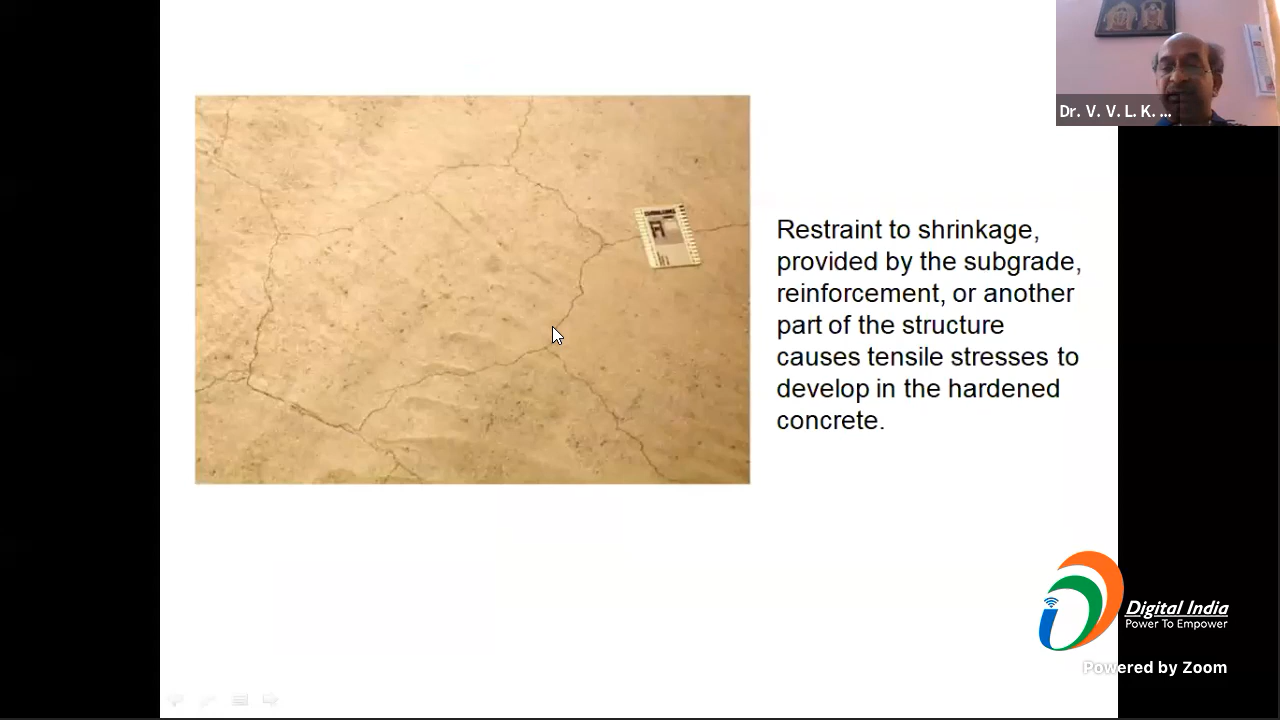 Dr. V. V. L. K. ...
Restraint to shrinkage,
provided by the subgrade,
reinforcement, or another
part of the structure
causes tensile stresses to
develop in the hardened
concrete.
Digital India
Power To Empower
Powered by Zoom